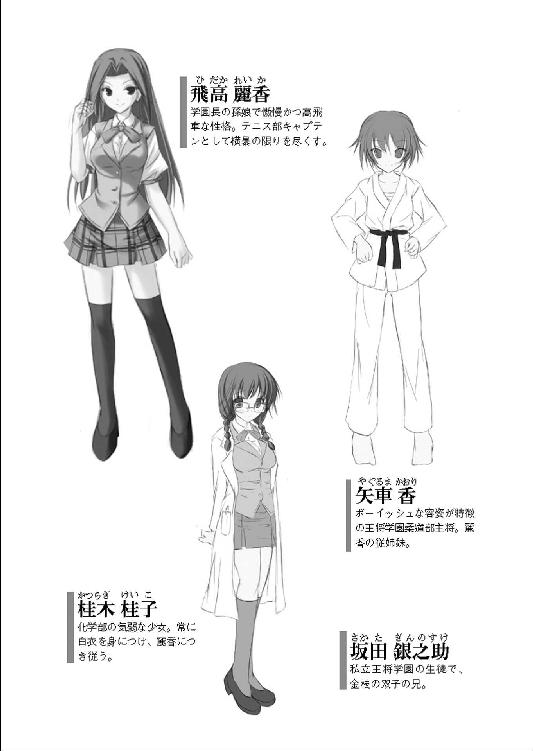 ひ だか れい か
飛高 麗香
学園長の孫娘で傲慢かつ高飛
車な性格。テニス部キャプテ
ンとして横暴の限りを尽くす。
やぐるま かおり
矢車 香
ボーイッシュな容姿が特徴
の王将学園柔道部主将。麗
香の従姉妹。
かつらぎ けい こ
桂木 桂子
化学部の気弱な少女。常に
白衣を身につけ、麗香につ
き従う。
さか た ぎんのすけ
坂田 銀之助
私立王将学園の生徒で、
金桂の双子の兄。